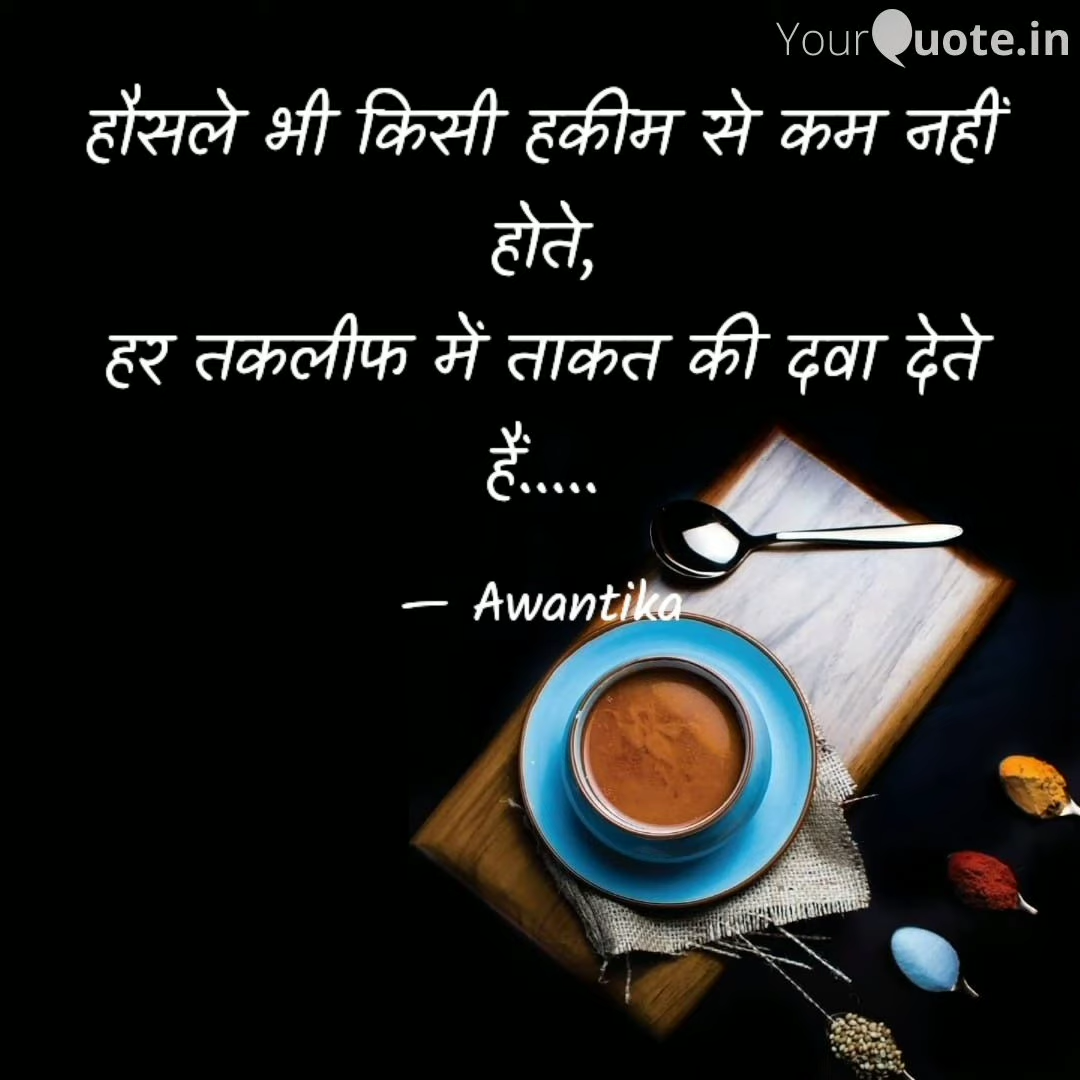 YourQuote.in
हौसले भी किसी हकीम से कम नहीं
होते,
हर तकलीफ में ताकत की दवा देते
हैं.....
— Awantika